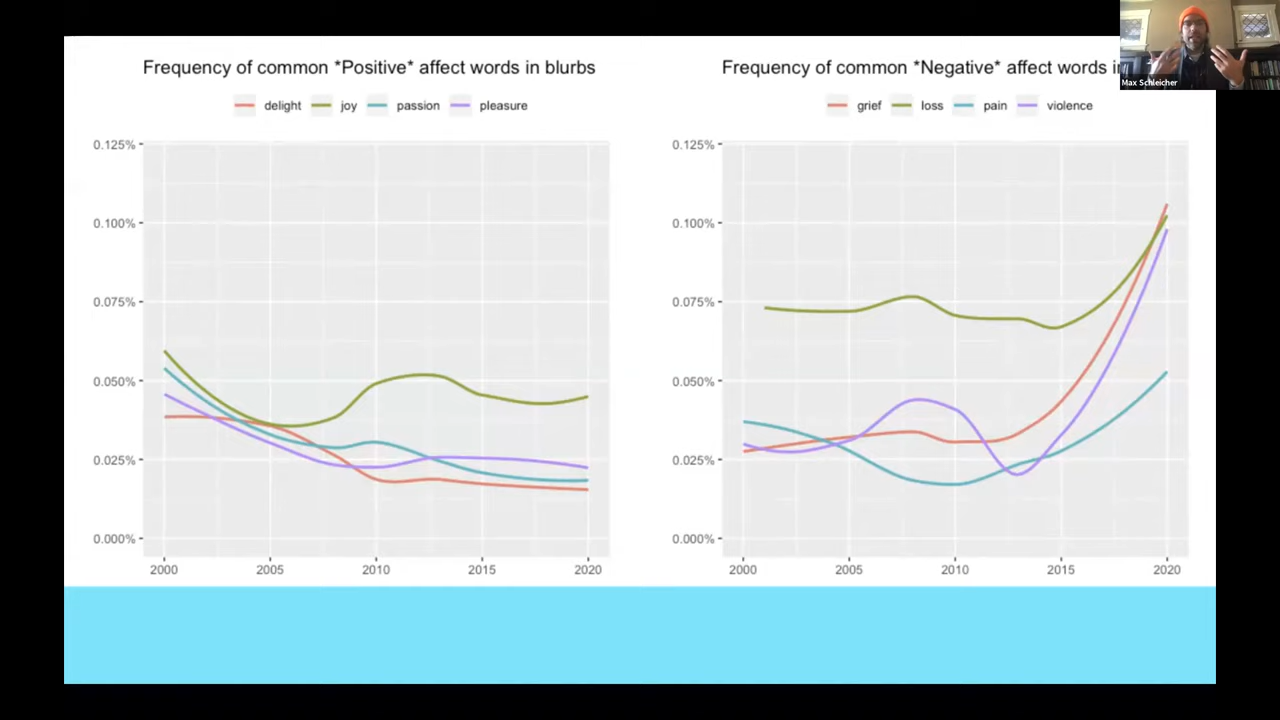 Frequency of common *Positive* affect words in blurbs
delight joy passion pleasure
0.125%
0.100%
0.075%
0.050%
0.025%
0.000%
2000 2005 2010 2015 2020
Frequency of common *Negative* affect words
grief loss pain violence
0.125%
0.100%
0.075%
0.050%
0.025%
0.000%
2000 2005 2010 2015 2020
Max Schleicher